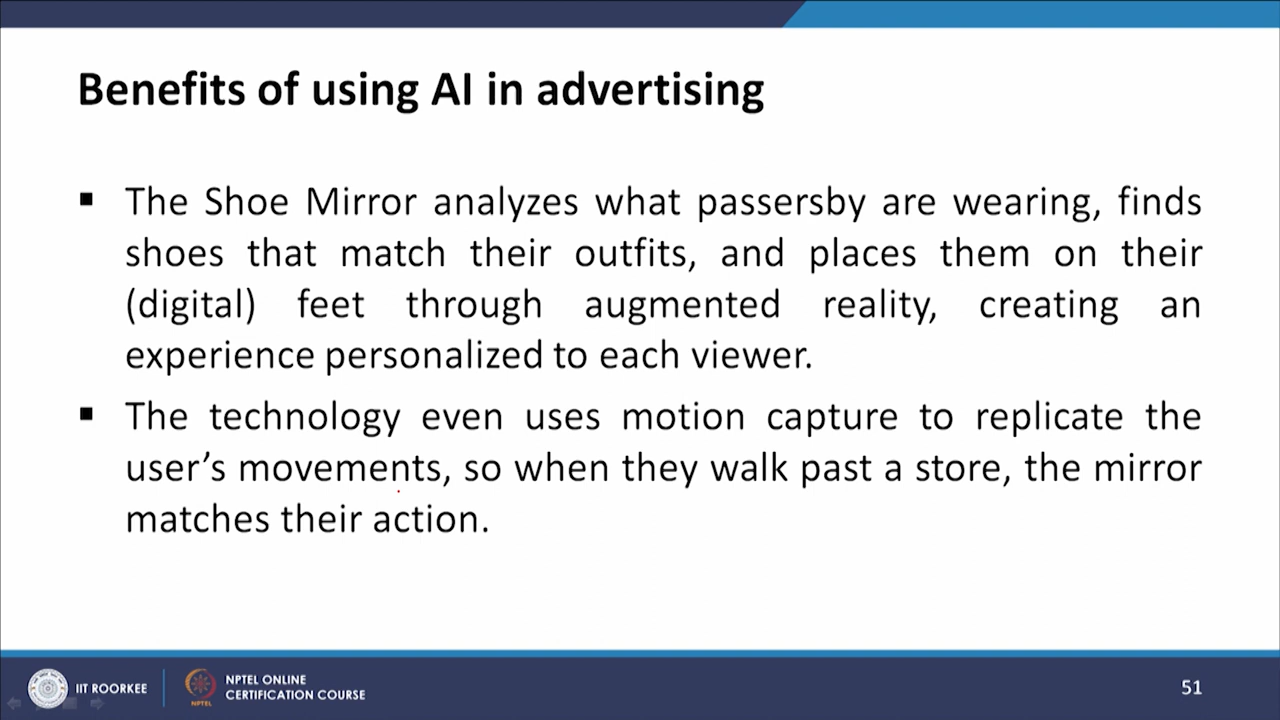 Benefits of using AI in advertising
▪ The Shoe Mirror analyzes what passersby are wearing, finds
shoes that match their outfits, and places them on their
(digital) feet through augmented reality, creating an
experience personalized to each viewer.
▪ The technology even uses motion capture to replicate the
user’s movements, so when they walk past a store, the mirror
matches their action.
IIT ROORKEE
NPTEL
NPTEL ONLINE
CERTIFICATION COURSE
51